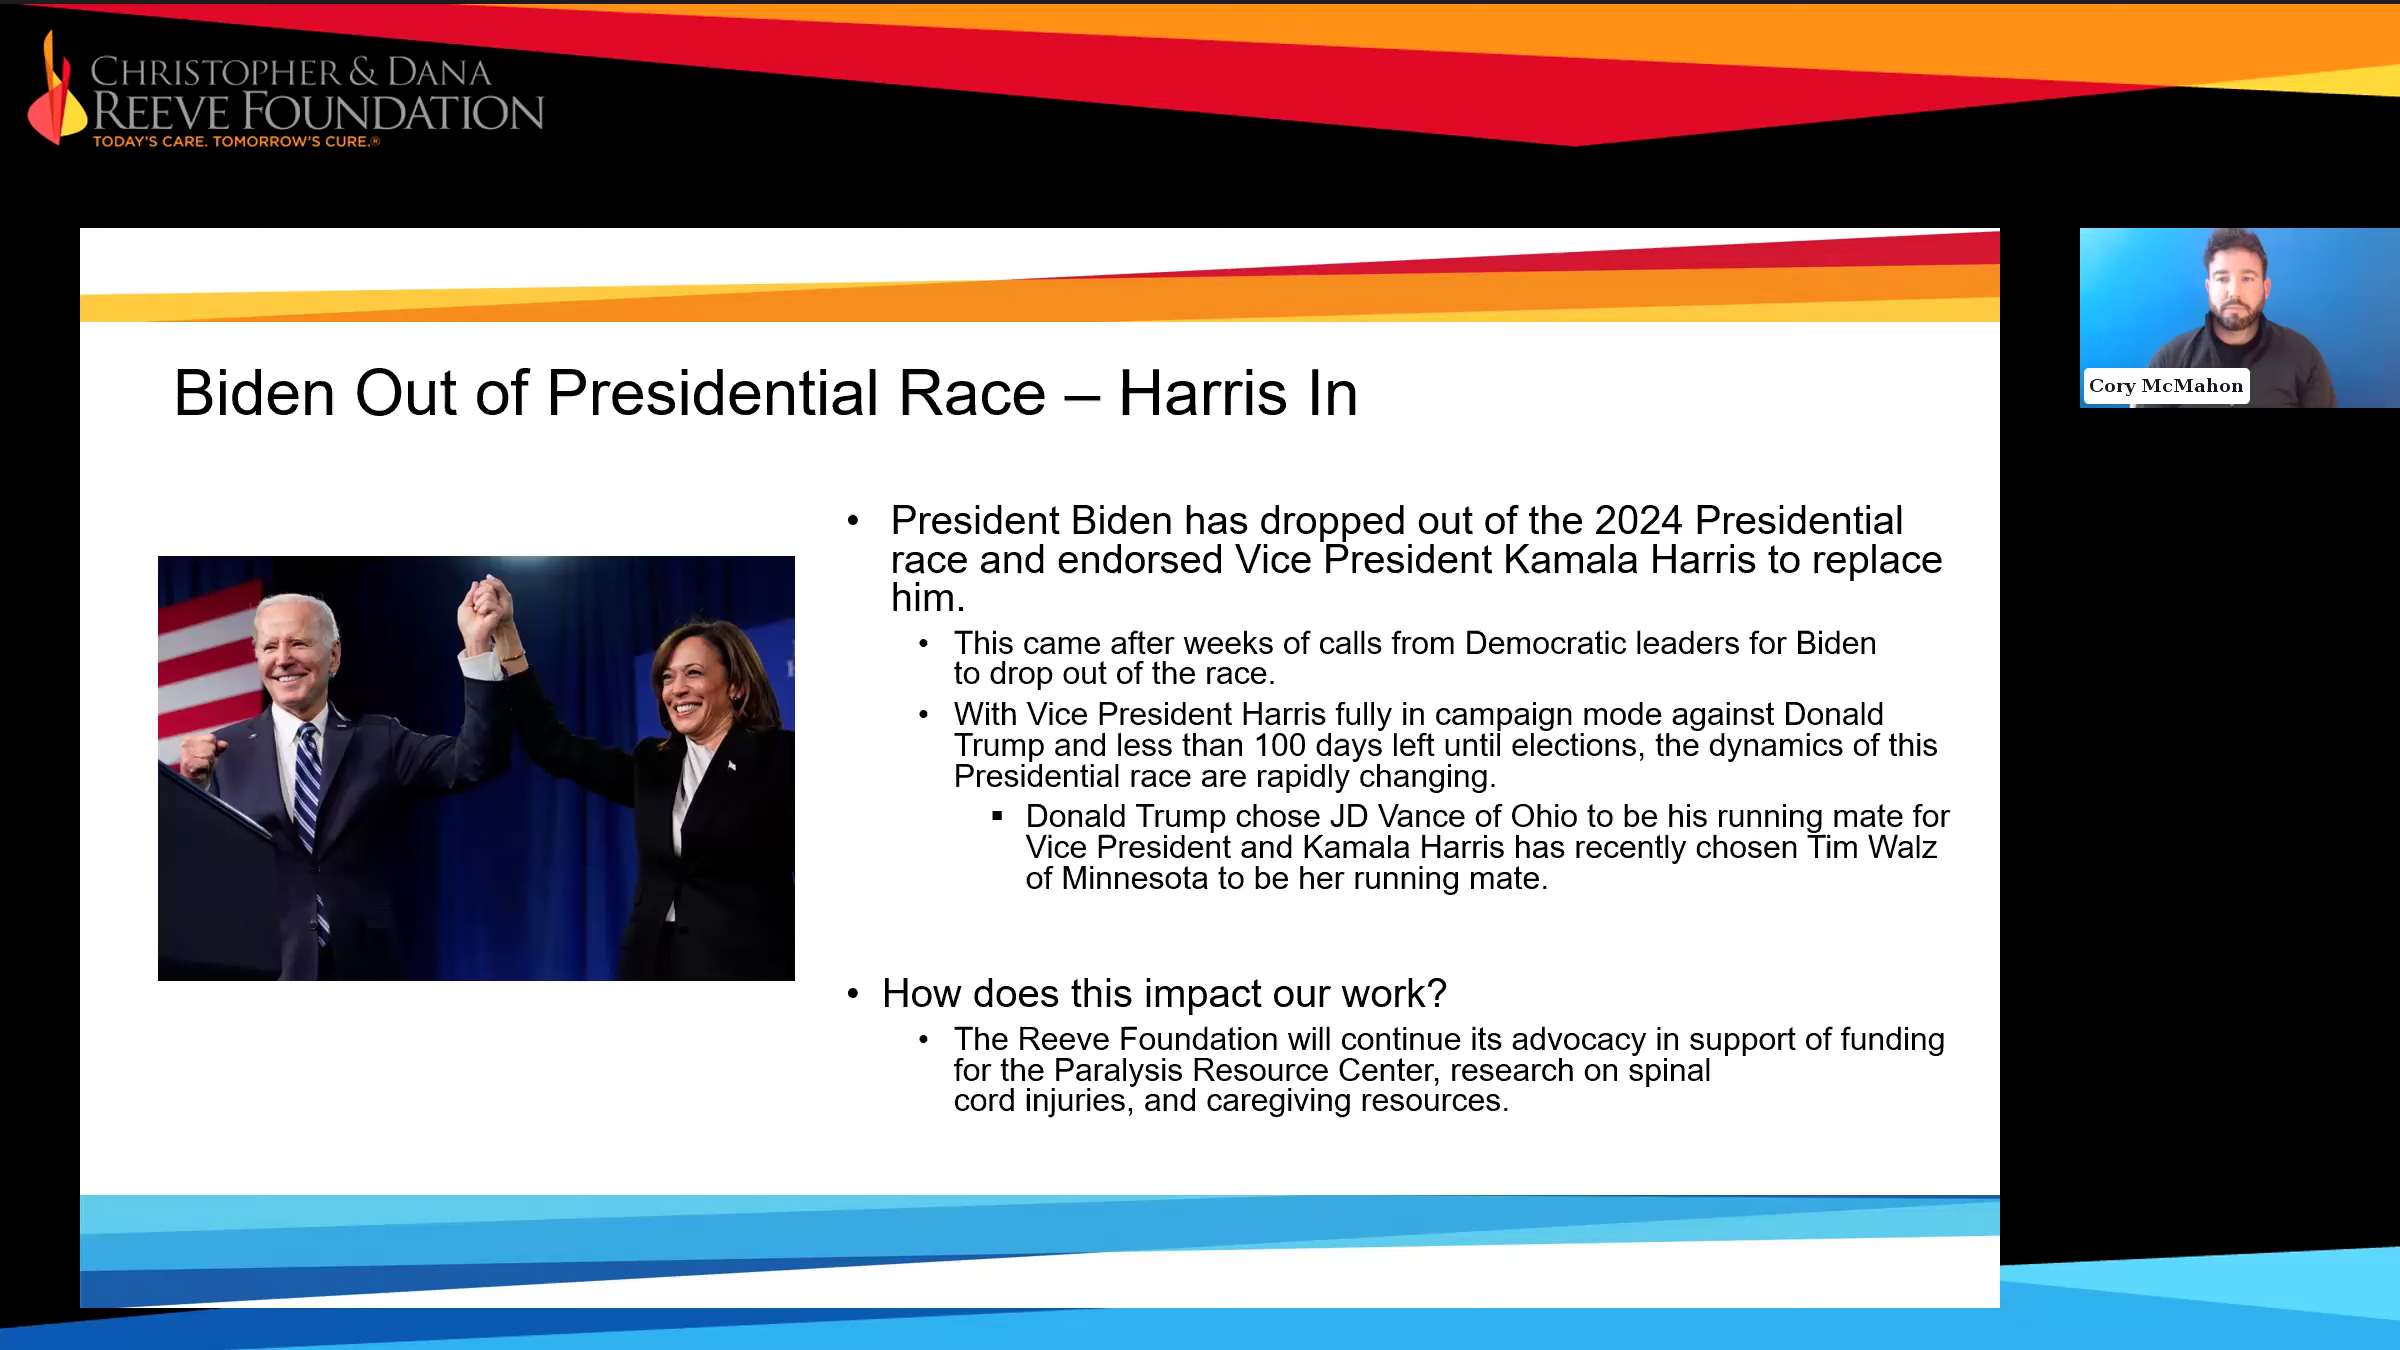 CHRISTOPHER & DANA
REEVE FOUNDATION
TODAY'S CARE. TOMORROW'S CURE.®
Biden Out of Presidential Race – Harris In
• President Biden has dropped out of the 2024 Presidential
race and endorsed Vice President Kamala Harris to replace
him.
• This came after weeks of calls from Democratic leaders for Biden
to drop out of the race.
• With Vice President Harris fully in campaign mode against Donald
Trump and less than 100 days left until elections, the dynamics of this
Presidential race are rapidly changing.
▪ Donald Trump chose JD Vance of Ohio to be his running mate for
Vice President and Kamala Harris has recently chosen Tim Walz
of Minnesota to be her running mate.
• How does this impact our work?
• The Reeve Foundation will continue its advocacy in support of funding
for the Paralysis Resource Center, research on spinal
cord injuries, and caregiving resources.
Cory McMahon